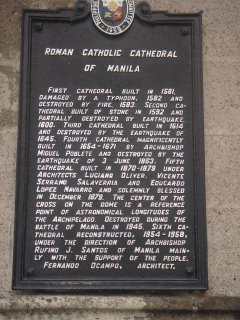 ROMAN CATHOLIC CATHEDRAL
OF MANILA
FIRST CATHEDRAL BUILT IN 1581,
DAMAGED BY A TYPHOON, 1582 AND
DESTROYED BY FIRE, 1583. SECOND CA-
THEDRAL BUILT OF STONE IN 1592 AND
PARTIALLY DESTROYED BY EARTHQUAKE,
1600. THIRD CATHEDRAL BUILT IN 1614
AND DESTROYED BY THE EARTHQUAKE OF
1645. FOURTH CATHEDRAL MAGNIFICENTLY
BUILT IN 1654-1671 BY ARCHBISHOP
MIGUEL POBLETE AND DESTROYED BY THE
EARTHQUAKE OF 3 JUNE 1863. FIFTH
CATHEDRAL BUILT IN 1870-1879 UNDER
ARCHITECTS LUCIANO OLIVER, VICENTE
SERRANO SALAVERRIA AND EDUARDO
LOPEZ NAVARRO AND SOLEMNLY BLESSED
IN DECEMBER 1879. THE CENTER OF THE
CROSS ON THE DOME IS A REFERENCE
POINT OF ASTRONOMICAL LONGITUDES OF
THE ARCHIPELAGO. DESTROYED DURING THE
BATTLE OF MANILA IN 1945. SIXTH CA-
THEDRAL RECONSTRUCTED, 1954-1958,
UNDER THE DIRECTION OF ARCHBISHOP
RUFINO J. SANTOS OF MANILA MAIN-
LY WITH THE SUPPORT OF THE PEOPLE.
FERNANDO OCAMPO, ARCHITECT.